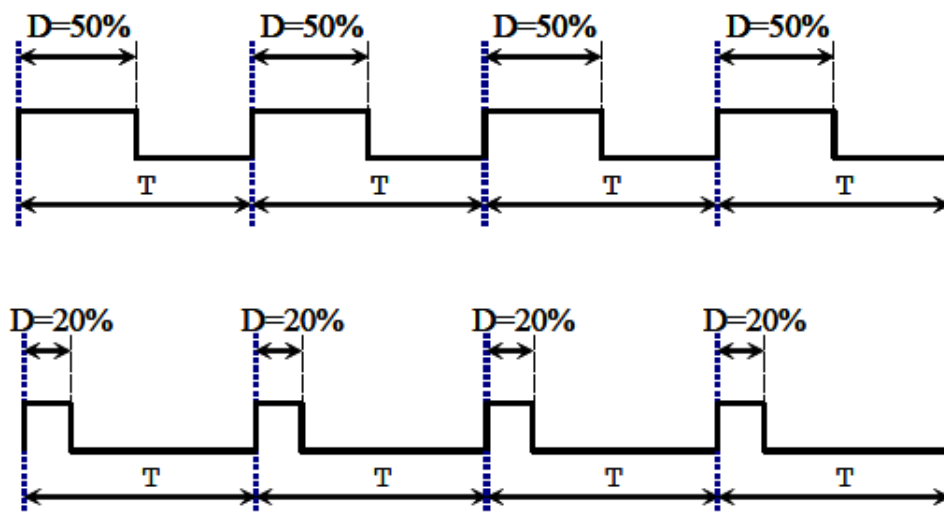 D=50% D=50% D=50% D=50%
T T T T
D=20% D=20% D=20% D=20%
T T T T